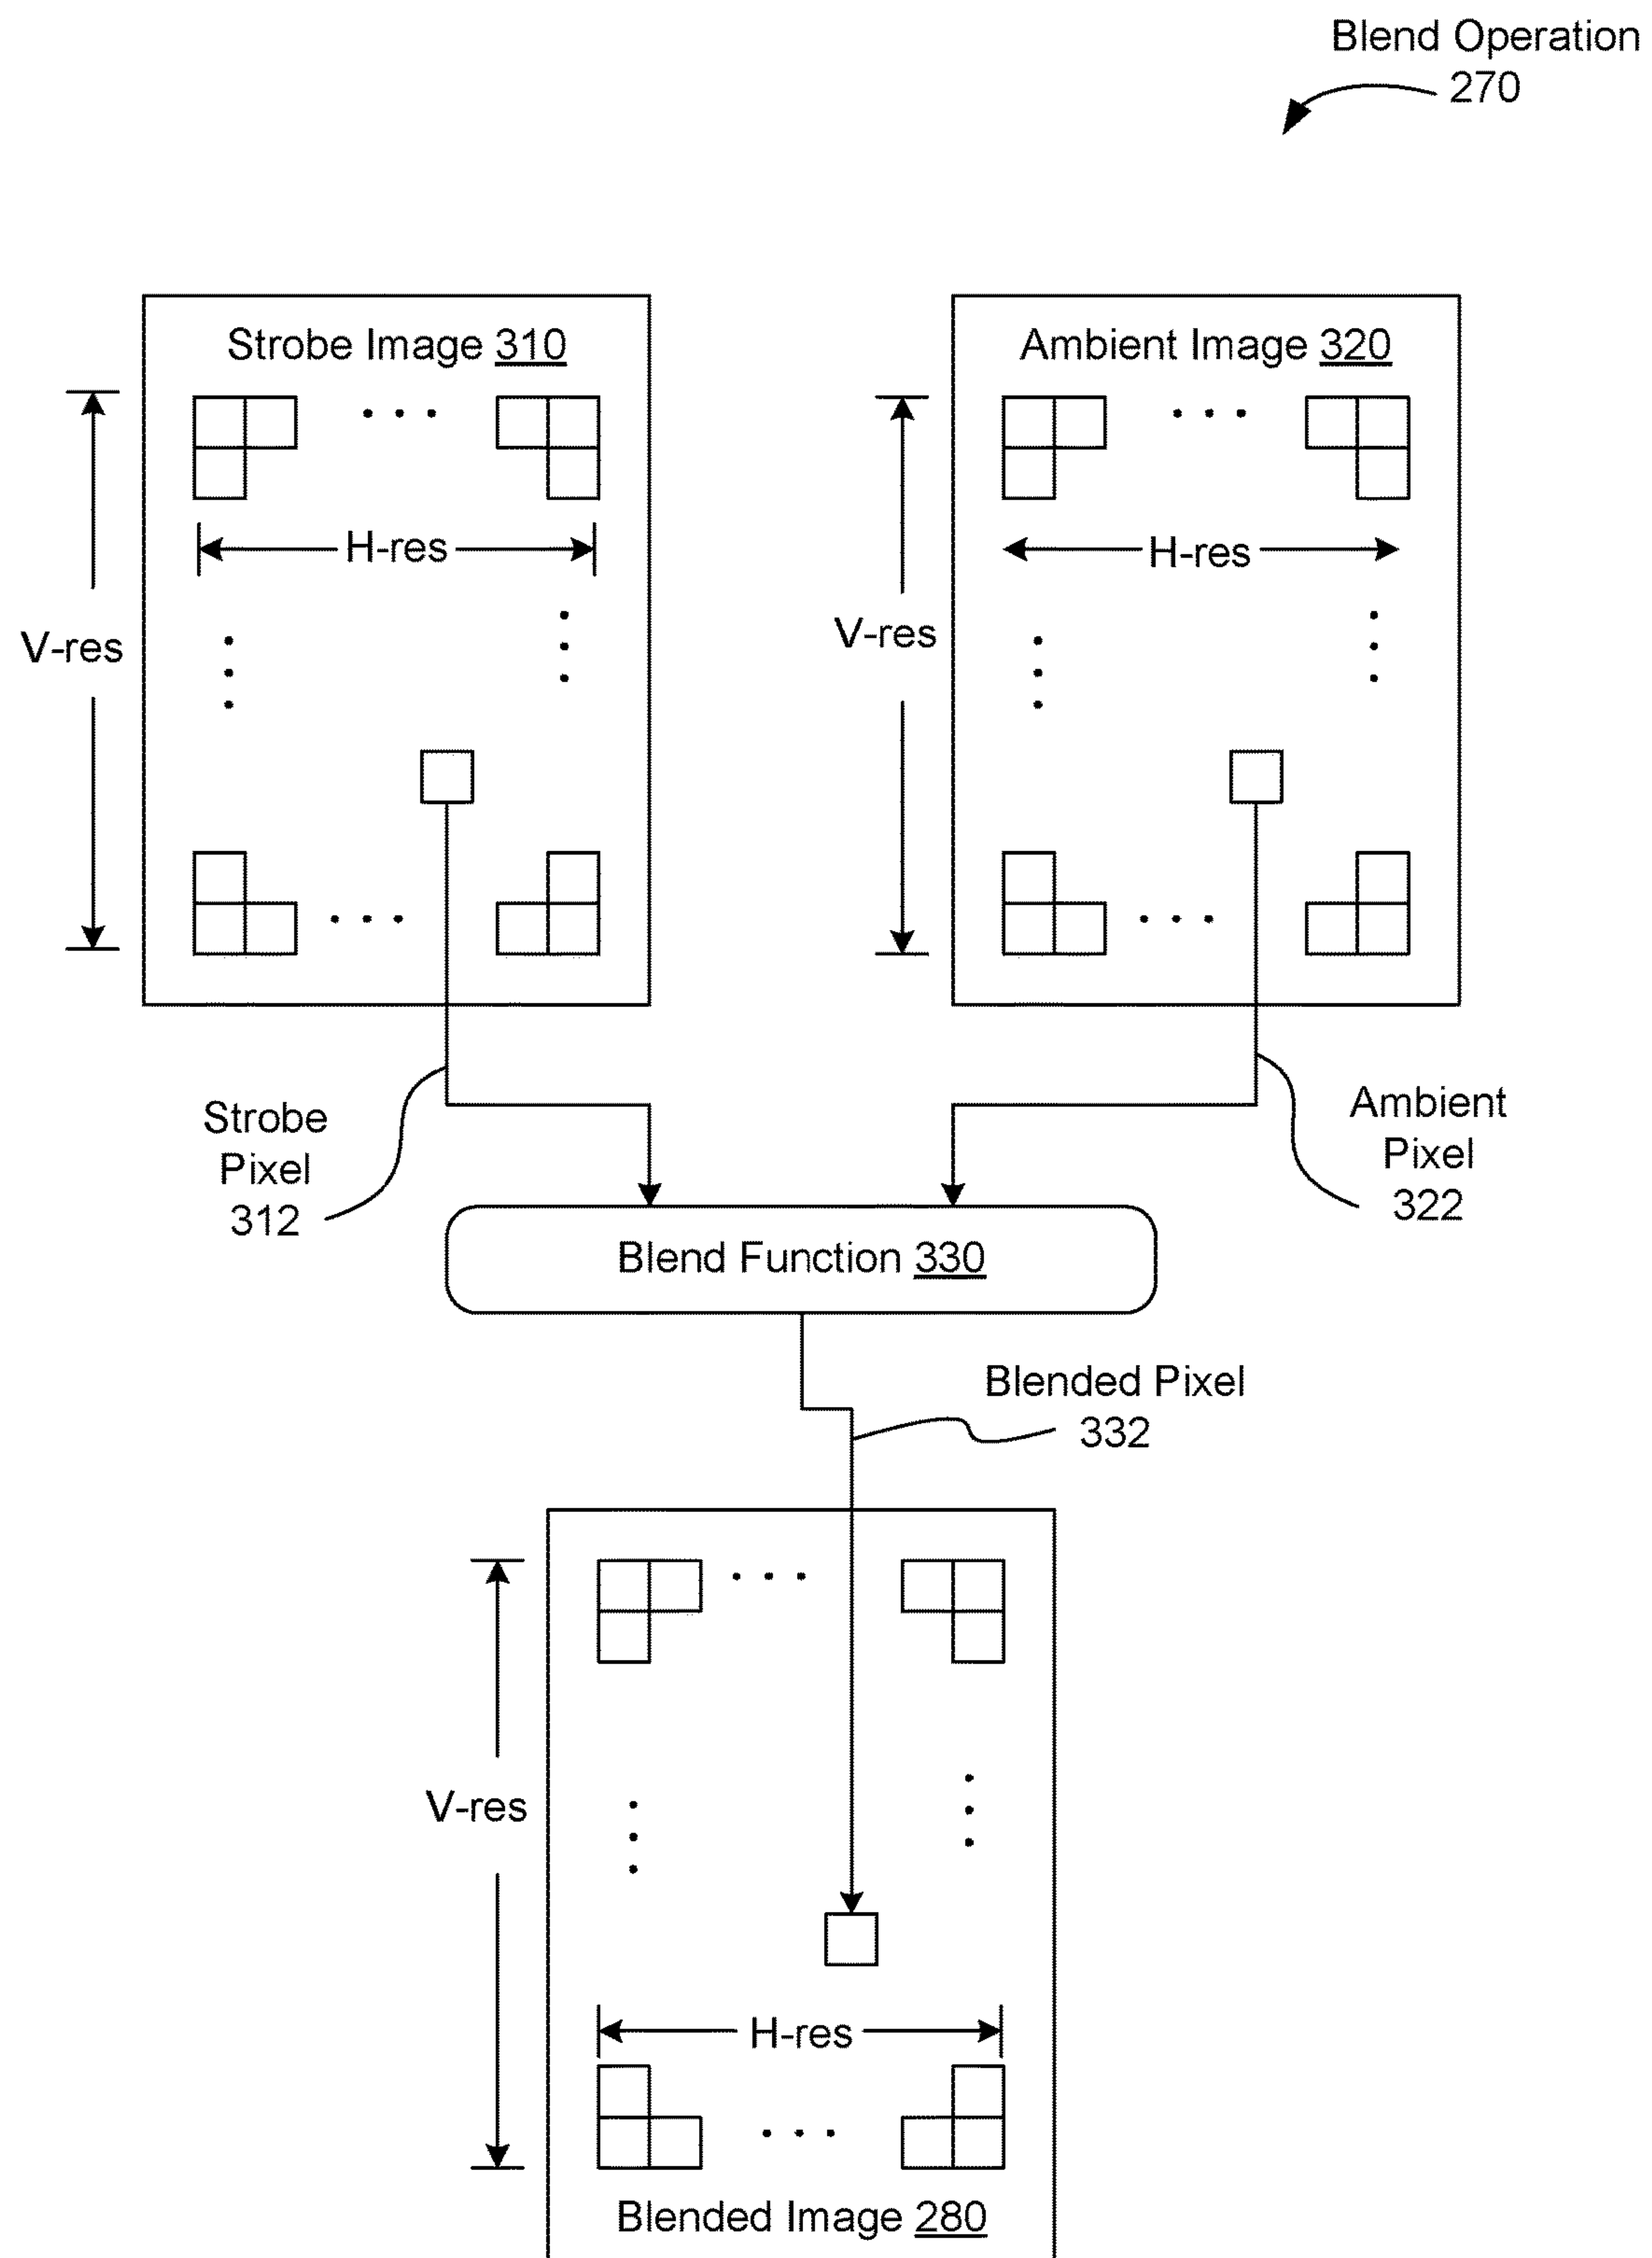 Blend Operation
270
Strobe Image 310
Ambient Image 320
H-res
H-res
V-res
V-res
Strobe
Pixel
312
Ambient
Pixel
322
Blend Function 330
Blended Pixel
332
V-res
H-res
Blended Image 280